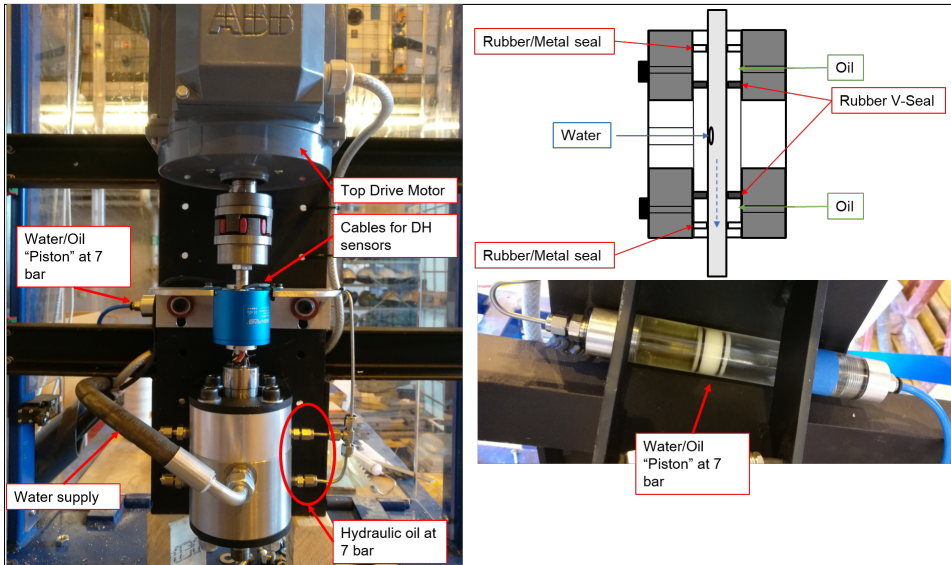 ABB
Top Drive Motor
Cables for DH
sensors
Water/Oil
“Piston” at 7
bar
Water supply
Hydraulic oil at
7 bar
Rubber/Metal seal
Oil
Rubber V-Seal
Water
Oil
Rubber/Metal seal
Water/Oil
“Piston” at 7
bar